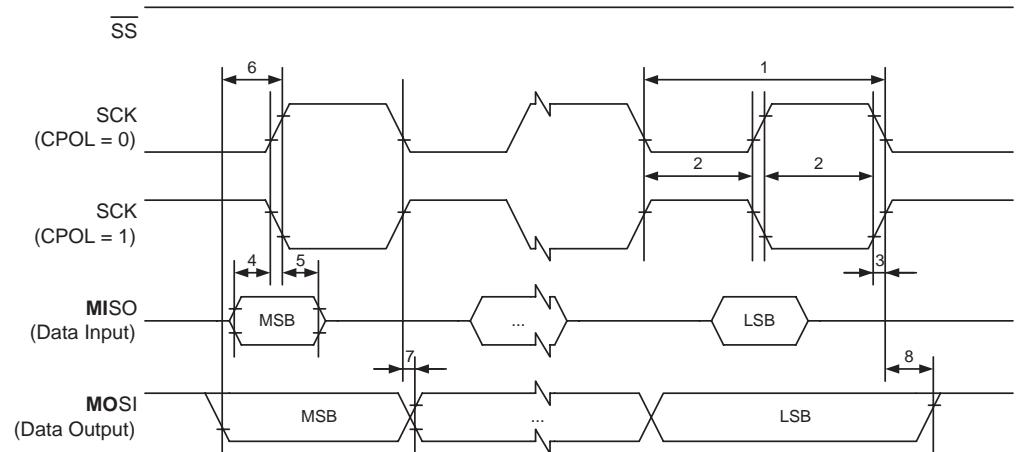 SS
6
1
SCK
(CPOL = 0)
2
2
SCK
(CPOL = 1)
4
5
3
MISO
(Data Input)
MSB
...
LSB
7
8
MOSI
(Data Output)
MSB
...
LSB